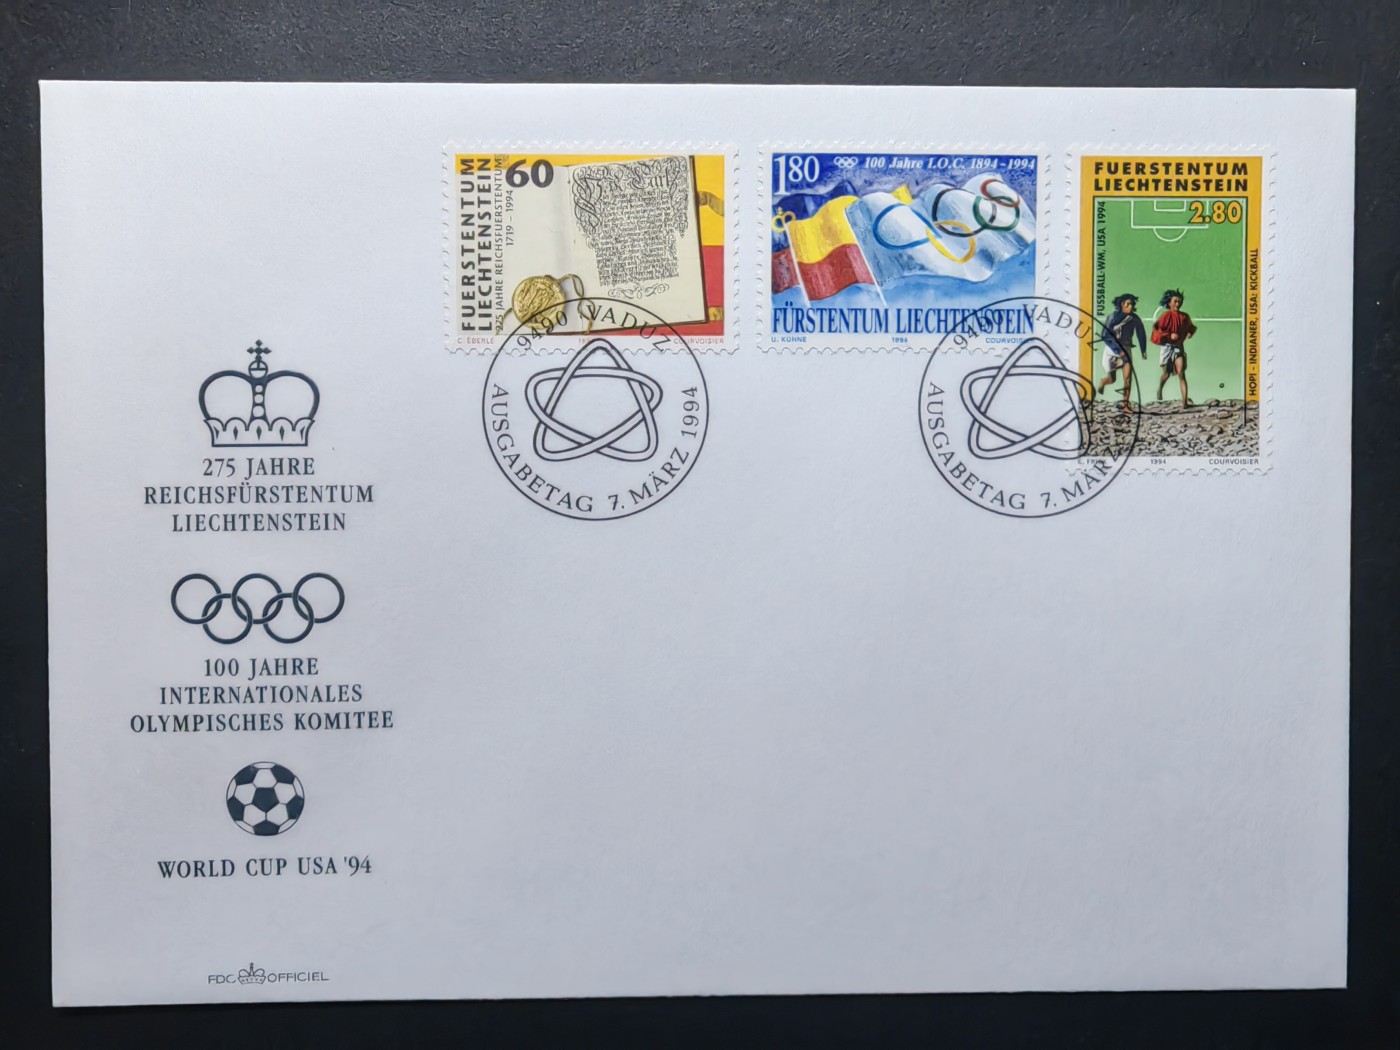 FUERSTENTUM
LIECHTENSTEIN
275 JAHRE REICHSFÜRSTENTUM
1719 – 1994
60
C. EBERLE
COURVOISIER
1.80
100 Jahre I.O.C. 1894-1994
FÜRSTENTUM LIECHTENSTEIN
U. KÜHNE 1994 COURVOISIER
FUERSTENTUM
LIECHTENSTEIN
2.80
FUSSBALL-WM, USA 1994
HOPI - INDIANER, USA: KICKBALL
1994 COURVOISIER
9490 VADUZ
AUSGABETAG 7. MÄRZ 1994
9490 VADUZ
AUSGABETAG 7. MÄRZ 1994
275 JAHRE
REICHSFÜRSTENTUM
LIECHTENSTEIN
100 JAHRE
INTERNATIONALES
OLYMPISCHES KOMITEE
WORLD CUP USA '94
FDC OFFICIEL